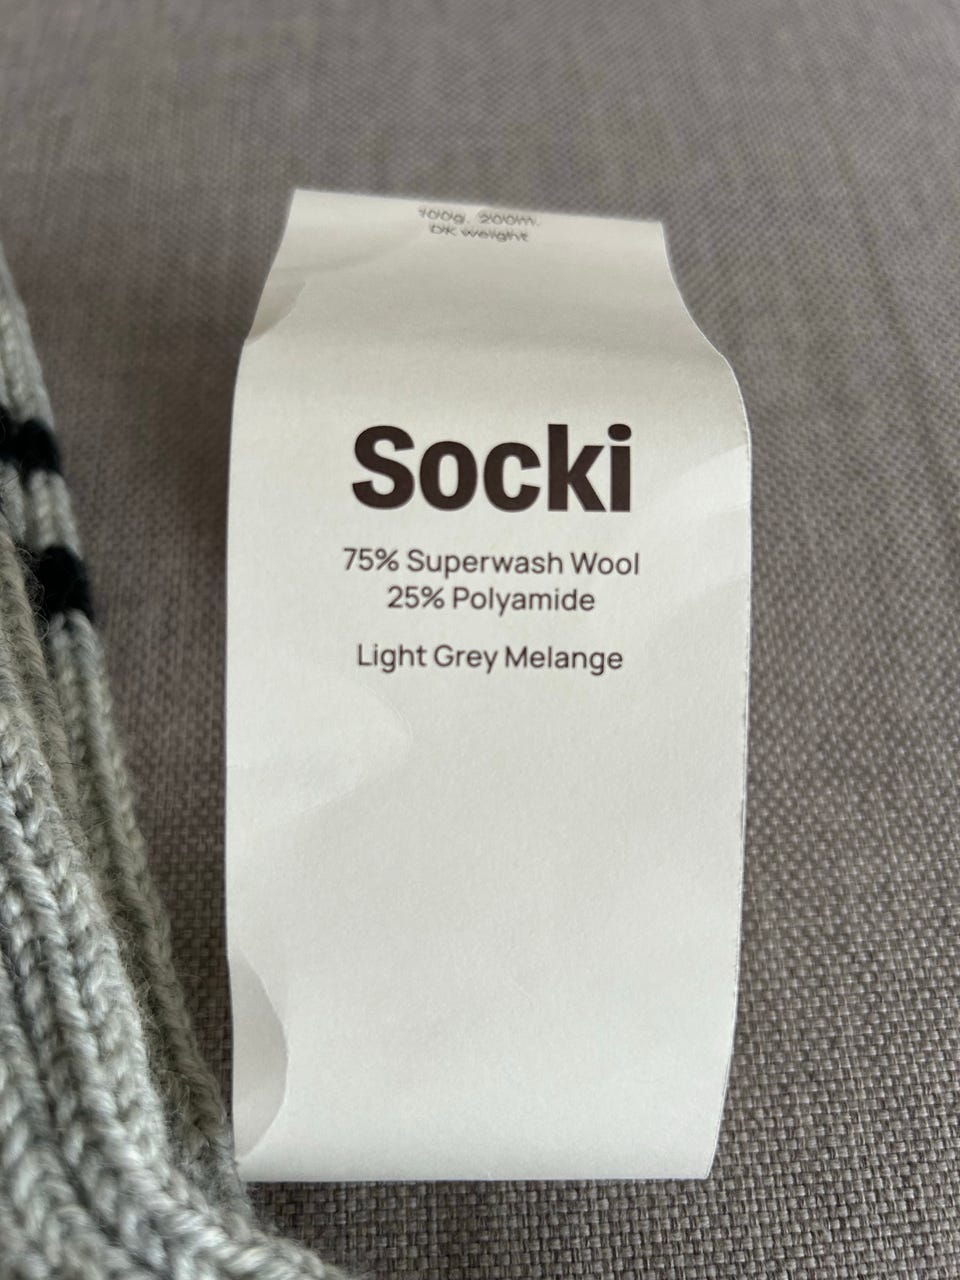 100g. 200m.
DK weight
Socki
75% Superwash Wool
25% Polyamide
Light Grey Melange